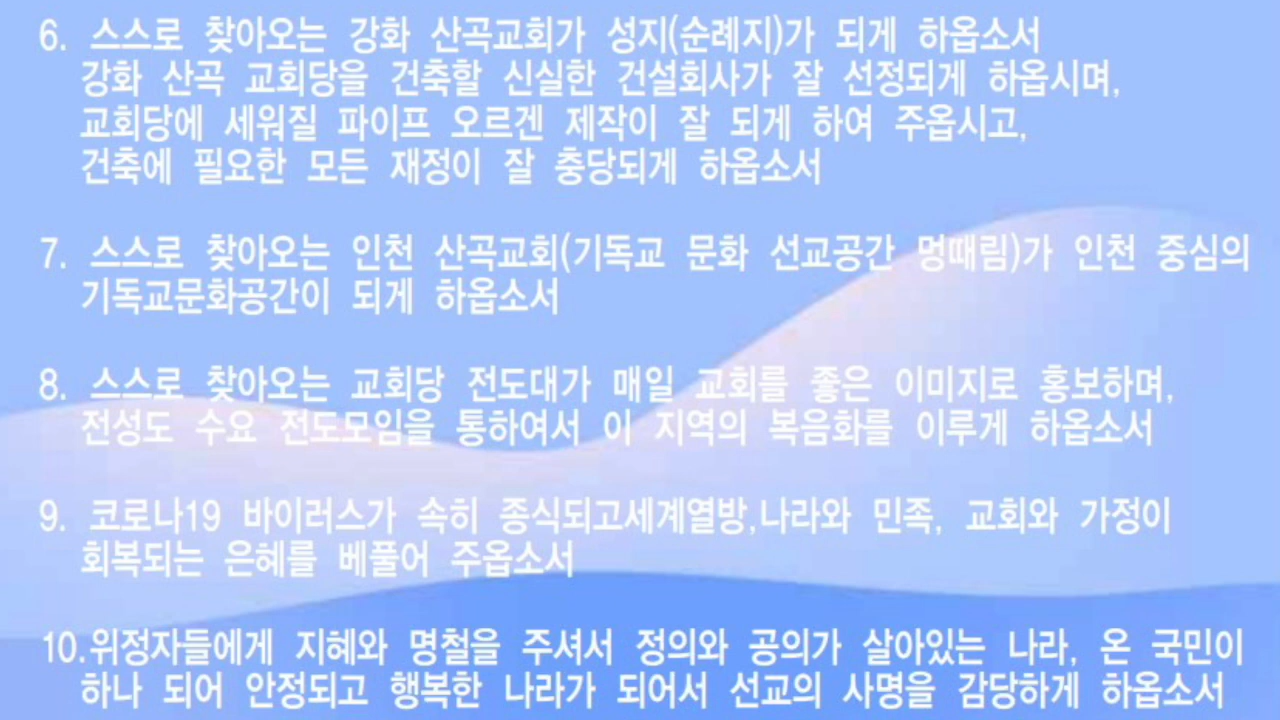 6. 스스로 찾아오는 강화 산곡교회가 성지(순례지)가 되게 하옵소서
강화 산곡 교회당을 건축할 신실한 건설회사가 잘 선정되게 하옵시며,
교회당에 세워질 파이프 오르겐 제작이 잘 되게 하여 주옵시고,
건축에 필요한 모든 재정이 잘 충당되게 하옵소서
7. 스스로 찾아오는 인천 산곡교회(기독교 문화 선교공간 멍때림)가 인천 중심의
기독교문화공간이 되게 하옵소서
8. 스스로 찾아오는 교회당 전도대가 매일 교회를 좋은 이미지로 홍보하며,
전성도 수요 전도모임을 통하여서 이 지역의 복음화를 이루게 하옵소서
9. 코로나19 바이러스가 속히 종식되고세계열방,나라와 민족, 교회와 가정이
회복되는 은혜를 베풀어 주옵소서
10.위정자들에게 지혜와 명철을 주셔서 정의와 공의가 살아있는 나라, 온 국민이
하나 되어 안정되고 행복한 나라가 되어서 선교의 사명을 감당하게 하옵소서